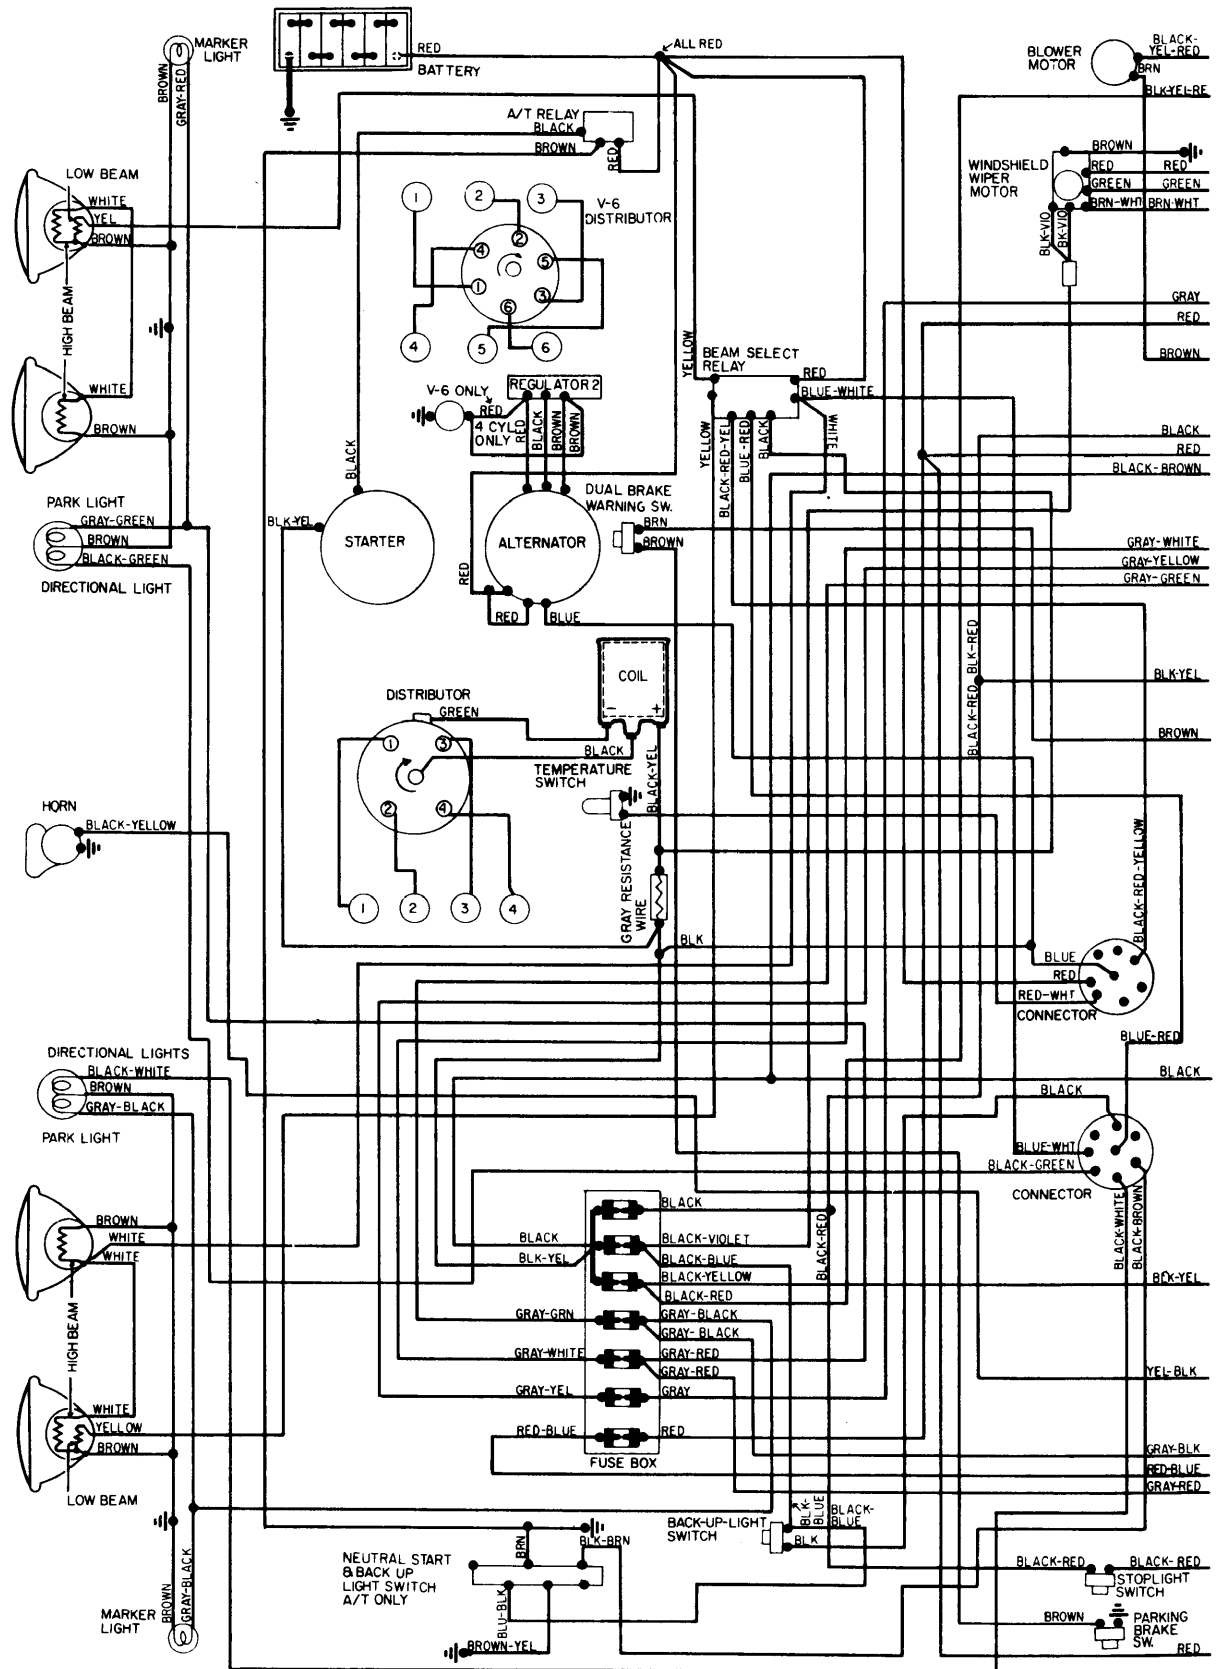 MARKER
LIGHT
BROWN
GRAY-RED
RED
BATTERY
ALL RED
BLOWER
MOTOR
BLACK-
YEL-RED
BRN
BLK-YEL-RE
A/T RELAY
BLACK
BROWN
RED
LOW BEAM
WHITE
YEL
BROWN
HIGH BEAM
WHITE
BROWN
1
2
3
V-6
DISTRIBUTOR
2
4
5
1
3
6
4
5
6
WINDSHIELD
WIPER
MOTOR
BROWN
RED
RED
GREEN
GREEN
BRN-WHT
BRN-WHT
BLK-VIO
BK-VIO
GRAY
RED
BROWN
YELLOW
BEAM SELECT
RELAY
RED
BLUE-WHITE
WHITE
YELLOW
BLACK-RED-YEL
BLUE-RED
BLACK
V-6 ONLY
REGULATOR 2
RED
4 CYL
ONLY
RED
BLACK
BROWN
BROWN
BLACK
BLACK
RED
BLACK-BROWN
PARK LIGHT
GRAY-GREEN
BROWN
BLACK-GREEN
DIRECTIONAL LIGHT
BLK-YEL
STARTER
ALTERNATOR
RED
RED
BLUE
DUAL BRAKE
WARNING SW.
BRN
BROWN
GRAY-WHITE
GRAY-YELLOW
GRAY-GREEN
BLK-RED
BLACK-RED
BLK-YEL
BROWN
COIL
-
+
DISTRIBUTOR
GREEN
BLACK
1
3
2
4
1
2
3
4
TEMPERATURE
SWITCH
BLACK-YEL
GRAY RESISTANCE
WIRE
BLK
HORN
BLACK-YELLOW
BLACK-RED-YELLOW
BLUE
RED
RED-WHT
CONNECTOR
BLUE-RED
DIRECTIONAL LIGHTS
BLACK-WHITE
BROWN
GRAY-BLACK
PARK LIGHT
BLACK
BLACK
BLUE-WHT
BLACK-GREEN
CONNECTOR
BLACK-WHITE
BLACK-BROWN
BROWN
WHITE
WHITE
HIGH BEAM
WHITE
YELLOW
BROWN
LOW BEAM
BLACK
BLACK
BLACK-VIOLET
BLK-YEL
BLACK-BLUE
BLACK-YELLOW
BLACK-RED
BLACK-RED
BLK-YEL
GRAY-GRN
GRAY-BLACK
GRAY-BLACK
GRAY-WHITE
GRAY-RED
GRAY-RED
GRAY-YEL
GRAY
RED-BLUE
RED
FUSE BOX
YEL-BLK
GRAY-BLK
RED-BLUE
GRAY-RED
BLK-
BLUE
BLACK-
BLUE
BACK-UP-LIGHT
SWITCH
BLK
BROWN
GRAY-BLACK
MARKER
LIGHT
NEUTRAL START
& BACK UP
LIGHT SWITCH
A/T ONLY
BRN
BLK-BRN
BLU-BLK
BROWN-YEL
BLACK-RED
BLACK-RED
STOPLIGHT
SWITCH
BROWN
PARKING
BRAKE
SW.
RED